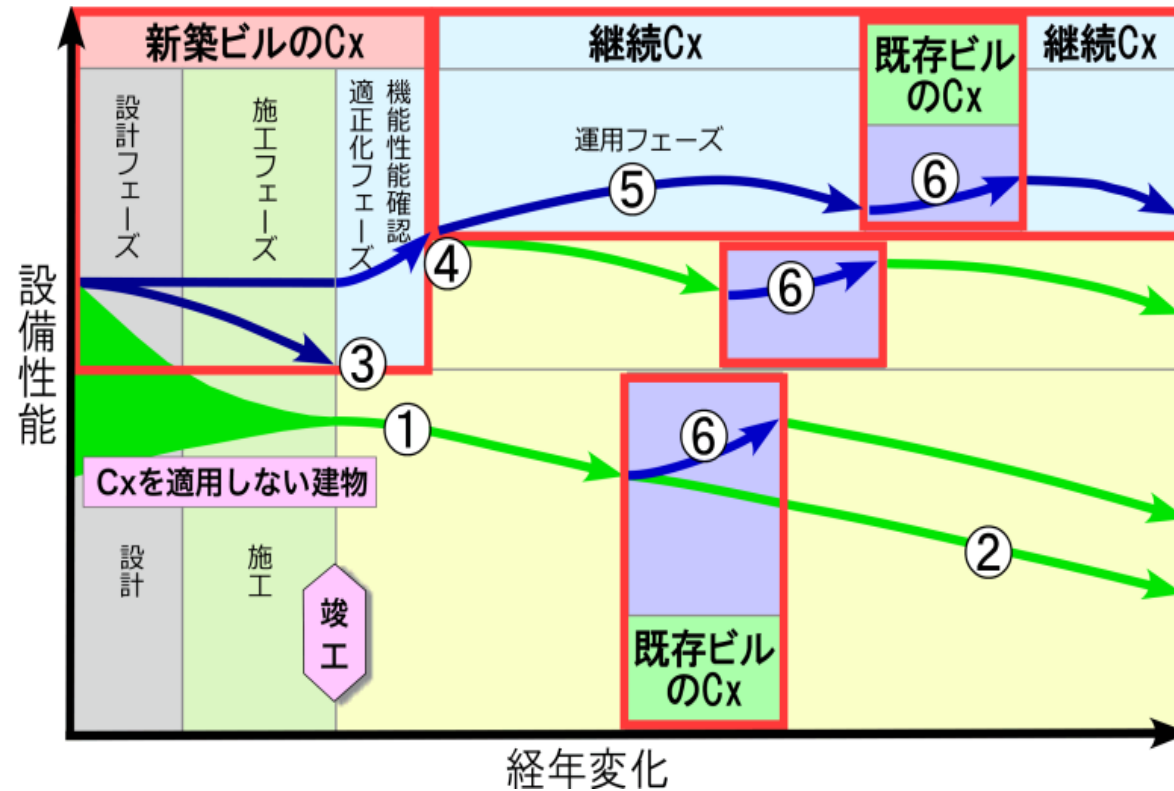 新築ビルのCx
継続Cx
既存ビル
のCx
継続Cx
設計フェーズ
施工フェーズ
機能性能確認
適正化フェーズ
運用フェーズ
⑤
⑥
④
⑥
③
①
⑥
②
Cxを適用しない建物
設計
施工
竣工
既存ビル
のCx
設備性能
経年変化